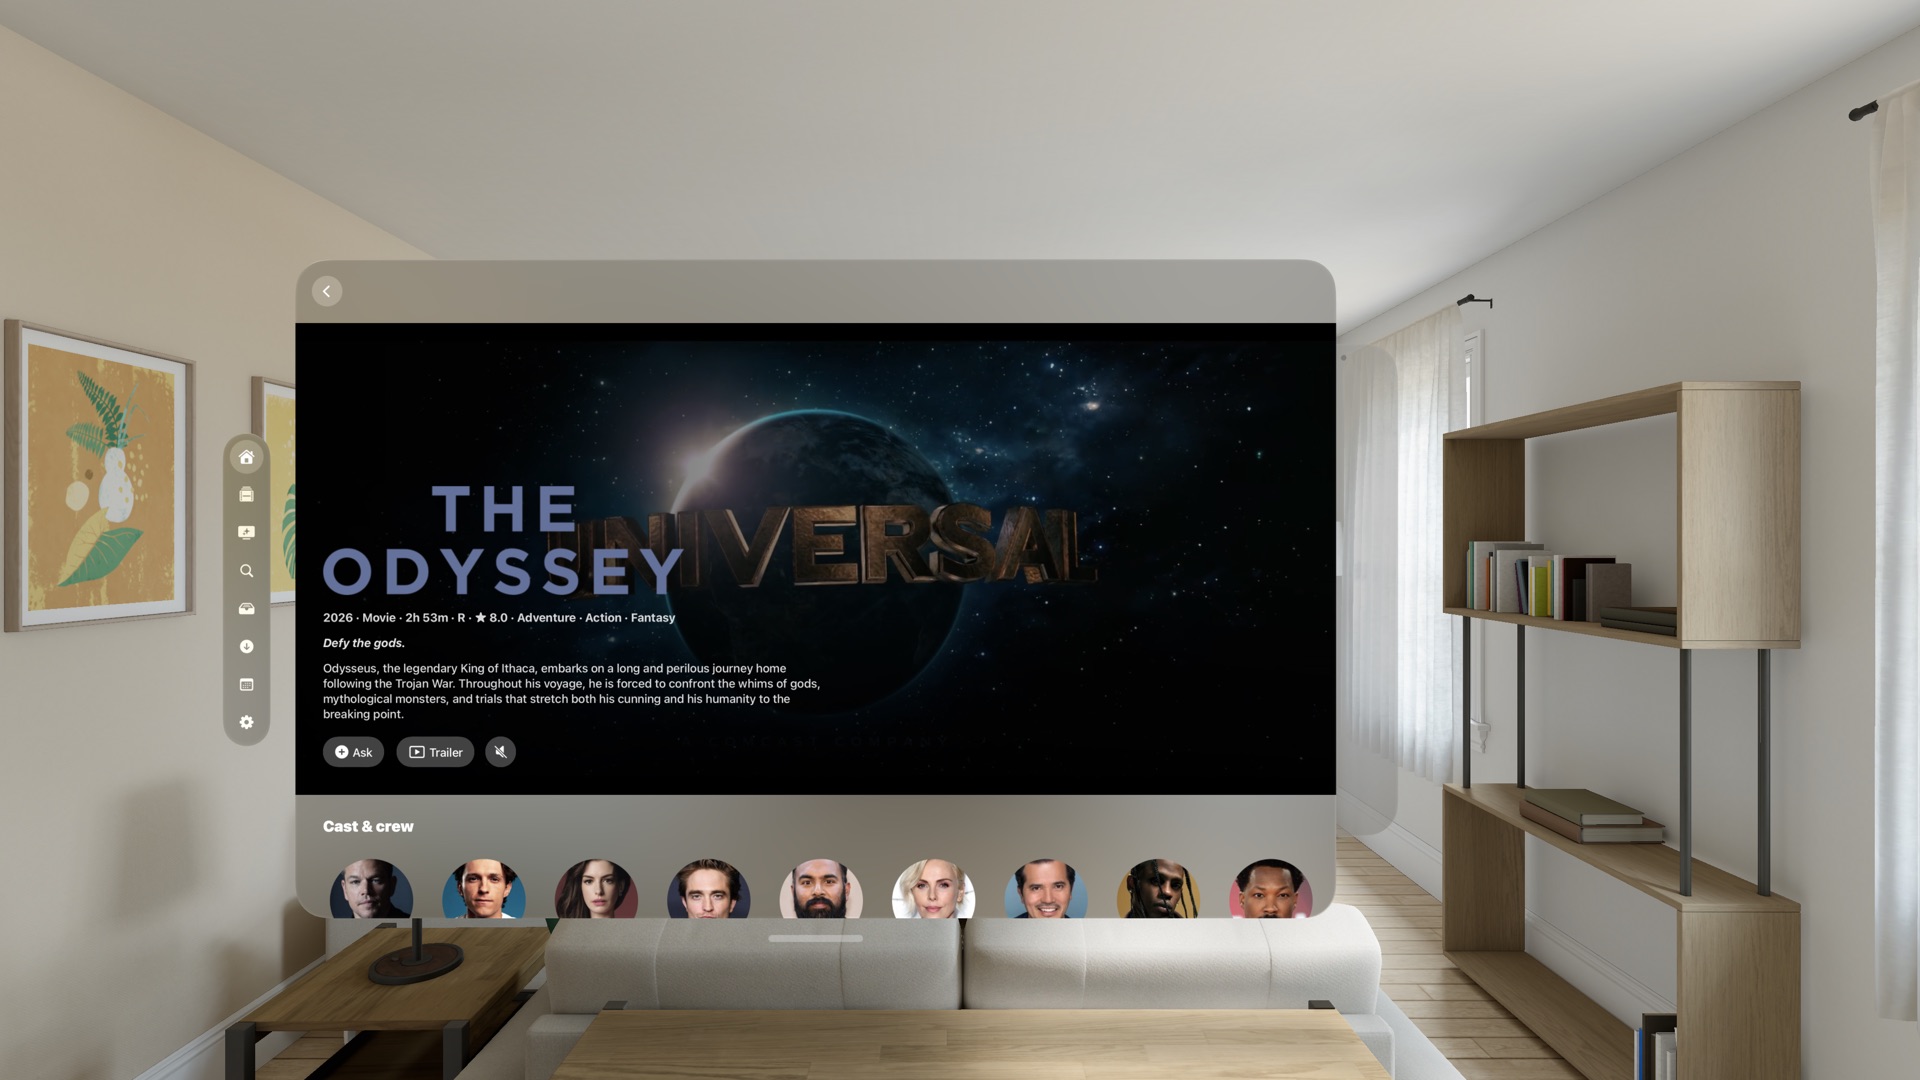 UNIVERSAL
THE
ODYSSEY
2026 · Movie · 2h 53m · R · ★ 8.0 · Adventure · Action · Fantasy
Defy the gods.
Odysseus, the legendary King of Ithaca, embarks on a long and perilous journey home
following the Trojan War. Throughout his voyage, he is forced to confront the whims of gods,
mythological monsters, and trials that stretch both his cunning and his humanity to the
breaking point.
A COMCAST COMPANY
Ask
Trailer
Cast & crew